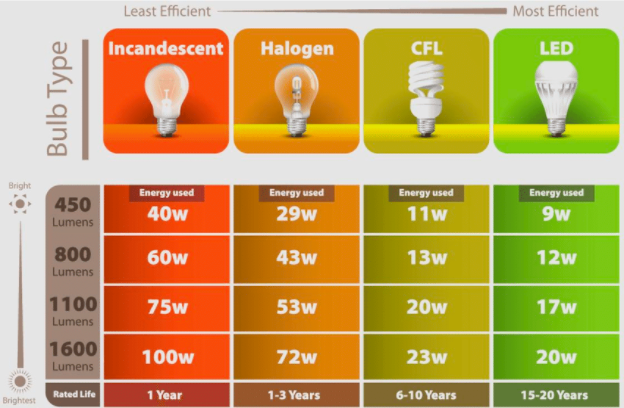 Least Efficient Most Efficient
Bulb Type
Incandescent Halogen CFL LED
Bright
Energy used Energy used Energy used Energy used
450 Lumens 40w 29w 11w 9w
800 Lumens 60w 43w 13w 12w
1100 Lumens 75w 53w 20w 17w
1600 Lumens 100w 72w 23w 20w
Brightest
Rated Life 1 Year 1-3 Years 6-10 Years 15-20 Years